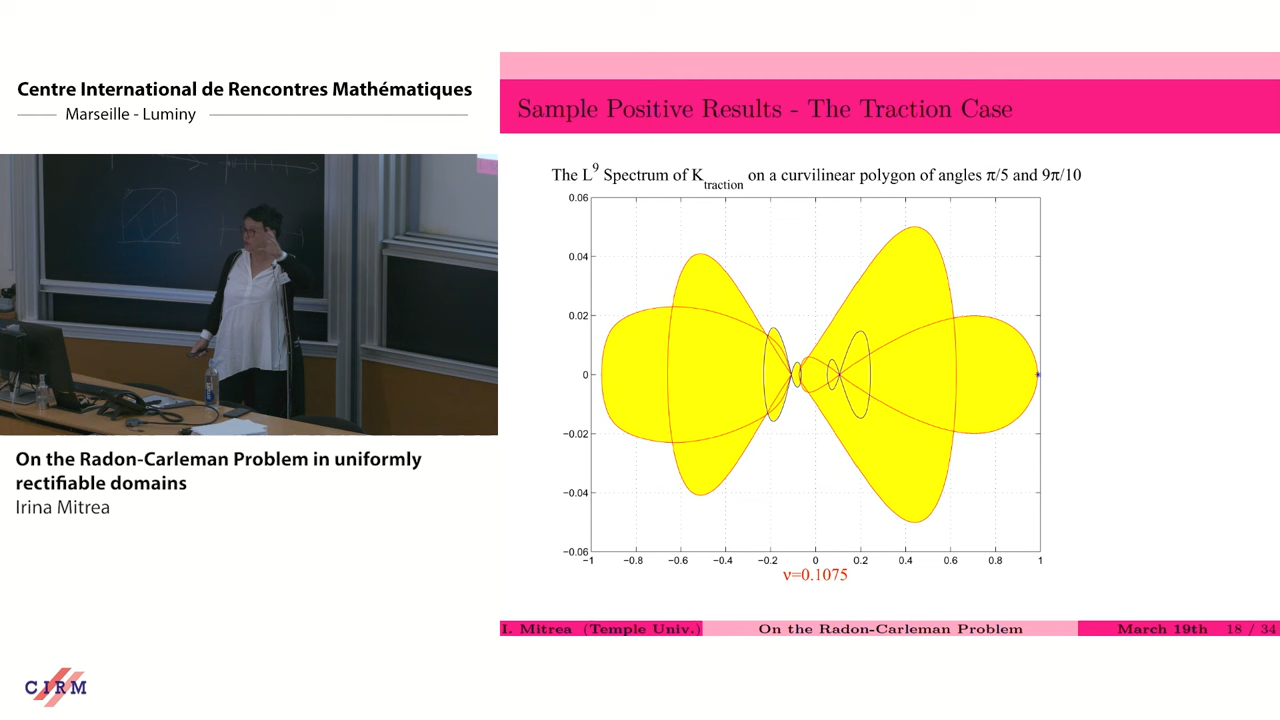 Centre International de Rencontres Mathématiques
Marseille - Luminy
On the Radon-Carleman Problem in uniformly
rectifiable domains
Irina Mitrea
CIRM
Sample Positive Results - The Traction Case
The L⁹ Spectrum of K_traction on a curvilinear polygon of angles π/5 and 9π/10
0.06
0.04
0.02
0
−0.02
−0.04
−0.06
−1 −0.8 −0.6 −0.4 −0.2 0 0.2 0.4 0.6 0.8 1
ν=0.1075
I. Mitrea (Temple Univ.) On the Radon-Carleman Problem March 19th 18 / 34